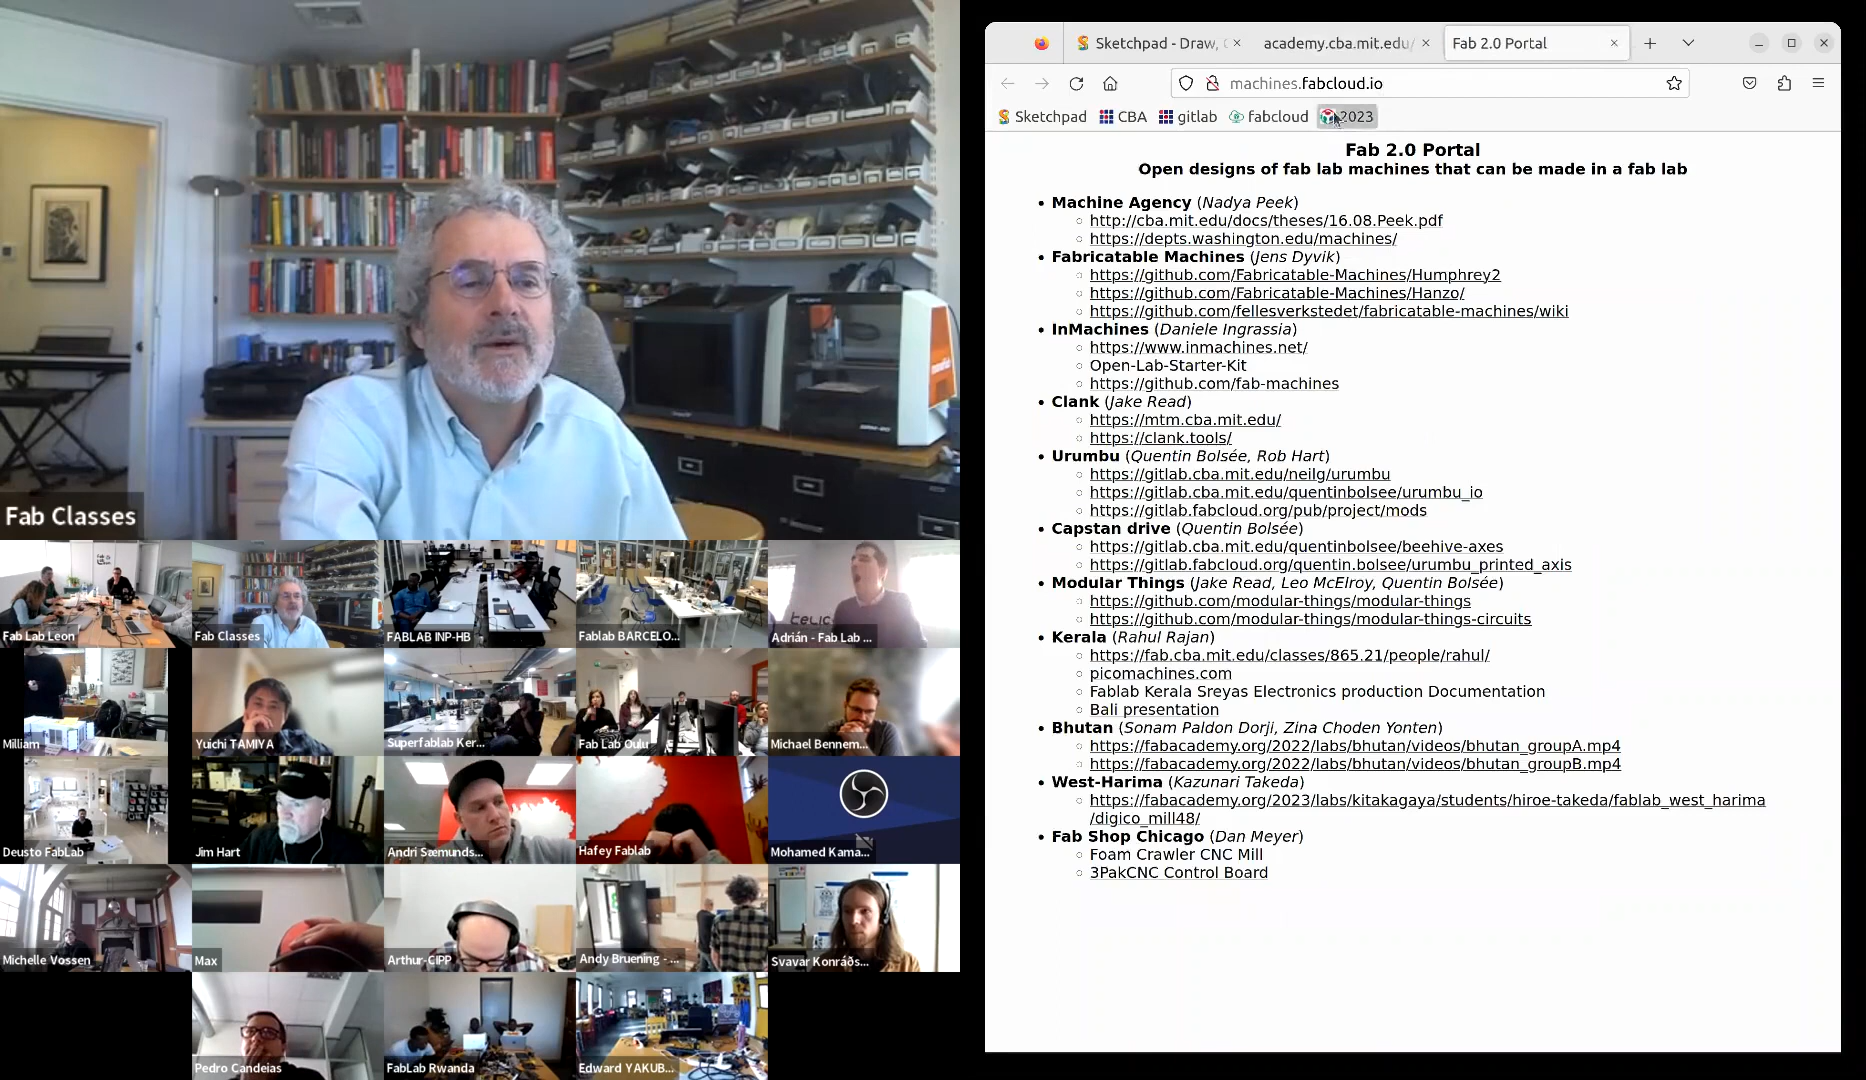 Fab Classes
Fab Lab Leon
Fab Classes
FABLAB INP-HB
Fablab BARCELO...
Adrián - Fab Lab ...
Milliam
Yuichi TAMIYA
Superfablab Ker...
Fab Lab Oulu
Michael Bennem...
Deusto FabLab
Jim Hart
Andri Sæmunds...
Hafey Fablab
Mohamed Kama...
Michelle Vossen
Max
Arthur-CIPP
Andy Bruening - ...
Svavar Konráðs...
Pedro Candeias
FabLab Rwanda
Edward YAKUB...
Sketchpad - Draw, 
academy.cba.mit.edu/
Fab 2.0 Portal
machines.fabcloud.io
Sketchpad CBA gitlab fabcloud 2023
Fab 2.0 Portal
Open designs of fab lab machines that can be made in a fab lab
• Machine Agency (Nadya Peek)
◦ http://cba.mit.edu/docs/theses/16.08.Peek.pdf
◦ https://depts.washington.edu/machines/
• Fabricatable Machines (Jens Dyvik)
◦ https://github.com/Fabricatable-Machines/Humphrey2
◦ https://github.com/Fabricatable-Machines/Hanzo/
◦ https://github.com/fellesverkstedet/fabricatable-machines/wiki
• InMachines (Daniele Ingrassia)
◦ https://www.inmachines.net/
◦ Open-Lab-Starter-Kit
◦ https://github.com/fab-machines
• Clank (Jake Read)
◦ https://mtm.cba.mit.edu/
◦ https://clank.tools/
• Urumbu (Quentin Bolsée, Rob Hart)
◦ https://gitlab.cba.mit.edu/neilg/urumbu
◦ https://gitlab.cba.mit.edu/quentinbolsee/urumbu_io
◦ https://gitlab.fabcloud.org/pub/project/mods
• Capstan drive (Quentin Bolsée)
◦ https://gitlab.cba.mit.edu/quentinbolsee/beehive-axes
◦ https://gitlab.fabcloud.org/quentin.bolsee/urumbu_printed_axis
• Modular Things (Jake Read, Leo McElroy, Quentin Bolsée)
◦ https://github.com/modular-things/modular-things
◦ https://github.com/modular-things/modular-things-circuits
• Kerala (Rahul Rajan)
◦ https://fab.cba.mit.edu/classes/865.21/people/rahul/
◦ picomachines.com
◦ Fablab Kerala Sreyas Electronics production Documentation
◦ Bali presentation
• Bhutan (Sonam Paldon Dorji, Zina Choden Yonten)
◦ https://fabacademy.org/2022/labs/bhutan/videos/bhutan_groupA.mp4
◦ https://fabacademy.org/2022/labs/bhutan/videos/bhutan_groupB.mp4
• West-Harima (Kazunari Takeda)
◦ https://fabacademy.org/2023/labs/kitakagaya/students/hiroe-takeda/fablab_west_harima
/digico_mill48/
• Fab Shop Chicago (Dan Meyer)
◦ Foam Crawler CNC Mill
◦ 3PakCNC Control Board